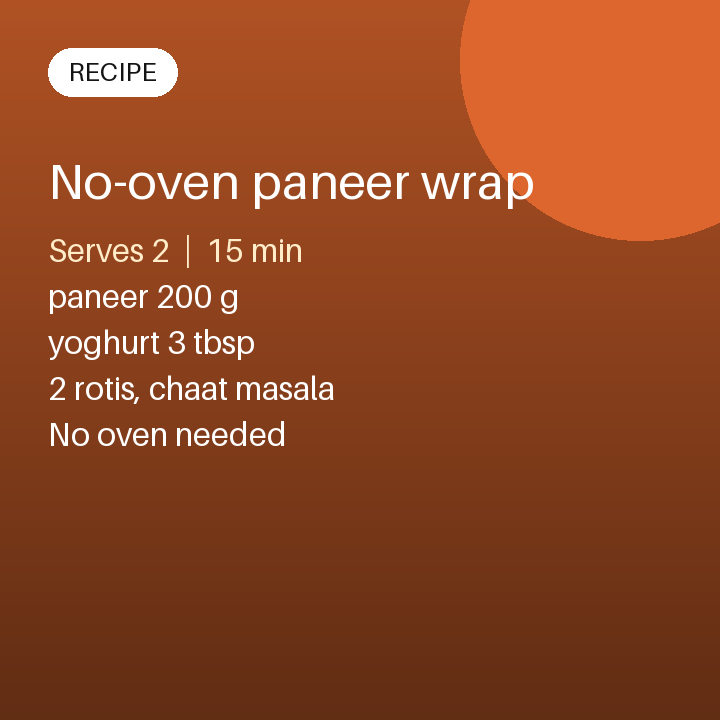 RECIPE
No-oven paneer wrap
Serves 2 | 15 min
paneer 200 g
yoghurt 3 tbsp
2 rotis, chaat masala
No oven needed